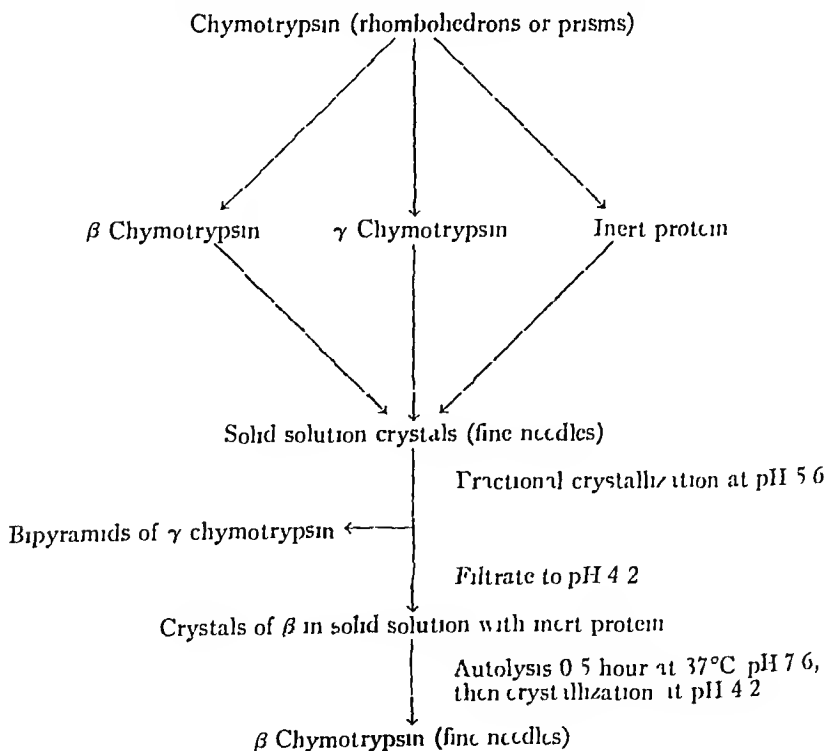 Chymotrypsin (rhombohedrons or prisms)
β Chymotrypsin
γ Chymotrypsin
Inert protein
Solid solution crystals (fine needles)
Fractional crystallization at pH 5 6
Bipyramids of γ chymotrypsin
Filtrate to pH 4 2
Crystals of β in solid solution with inert protein
Autolysis 0 5 hour at 37°C pH 7 6,
then crystallization at pH 4 2
β Chymotrypsin (fine needles)